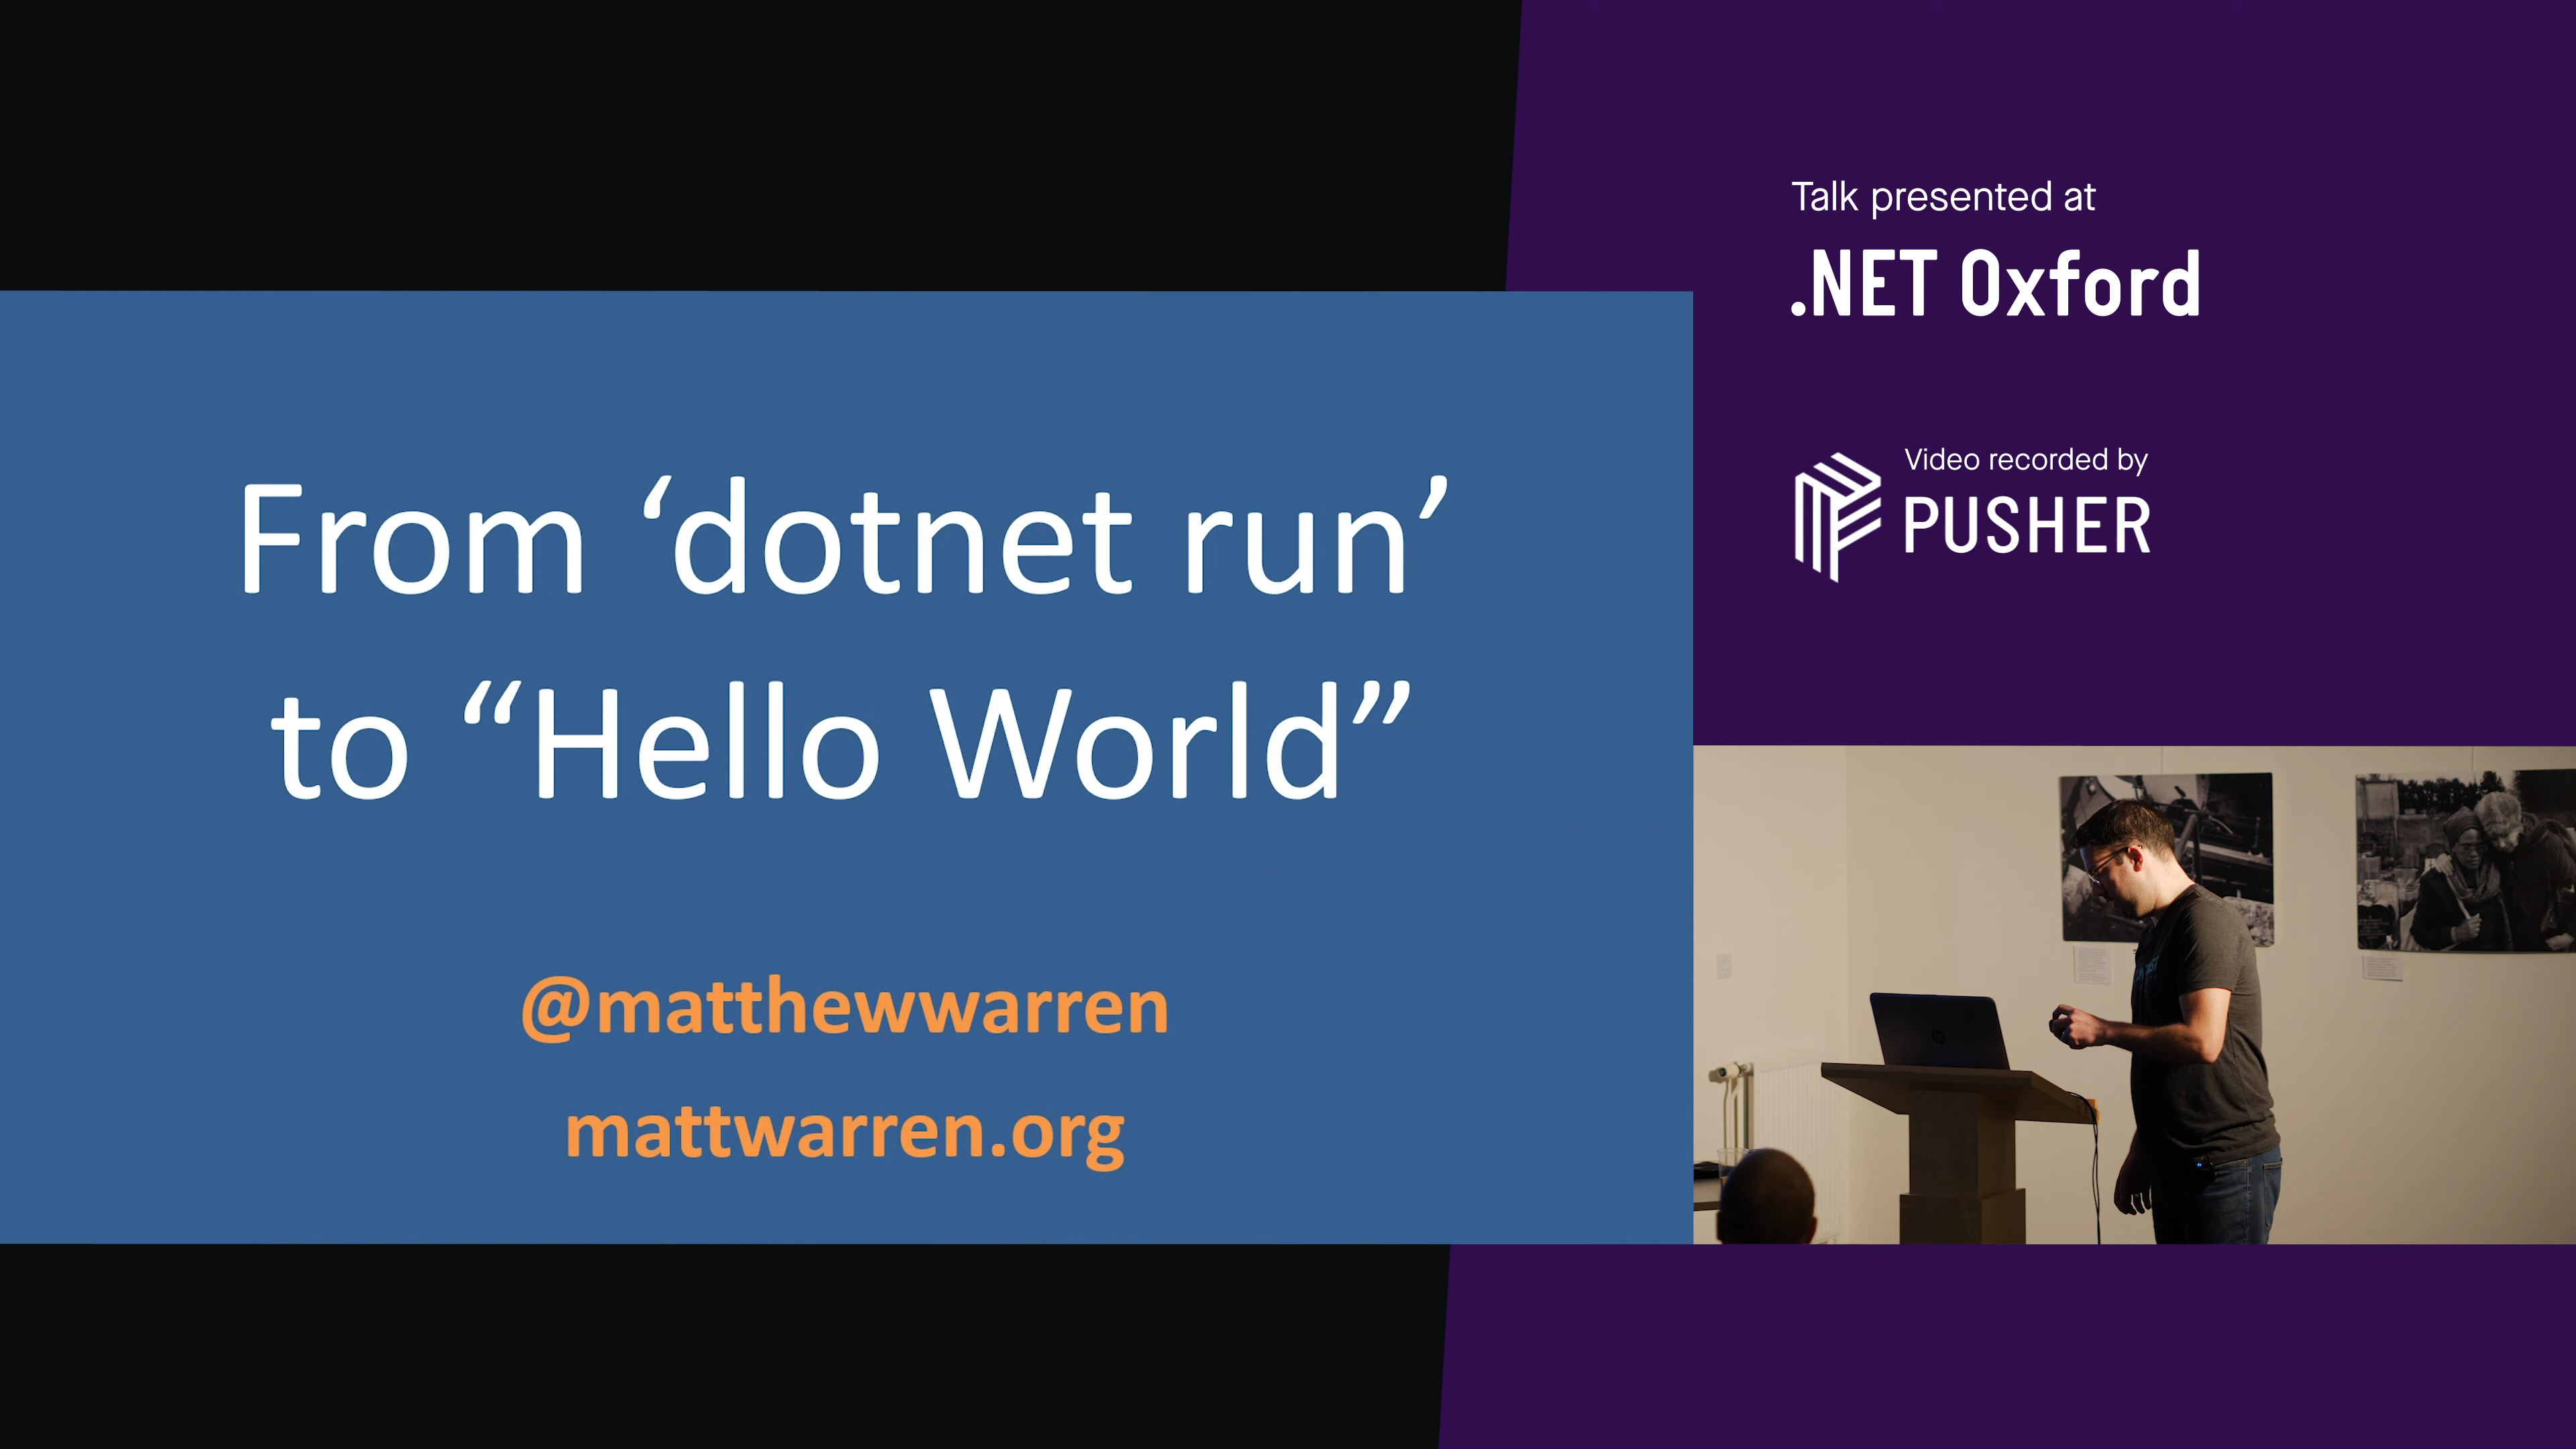 From ‘dotnet run’
to “Hello World”
@matthewwarren
mattwarren.org
Talk presented at
.NET Oxford
Video recorded by
PUSHER